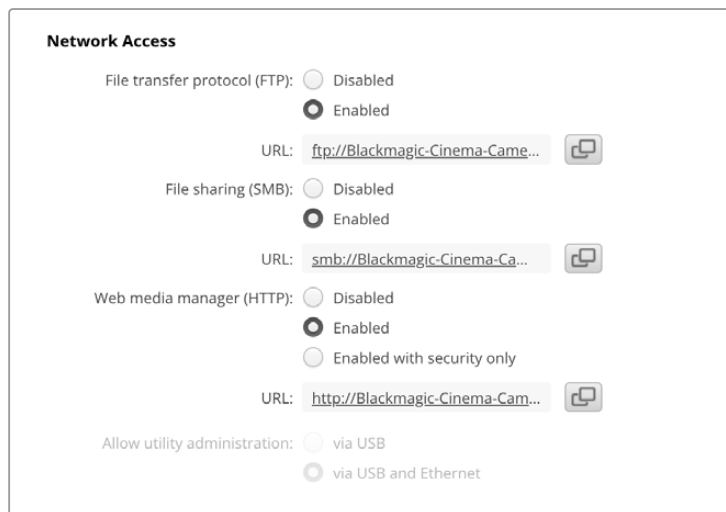 Network Access
File transfer protocol (FTP): Disabled
Enabled
URL: ftp://Blackmagic-Cinema-Came...
File sharing (SMB): Disabled
Enabled
URL: smb://Blackmagic-Cinema-Ca...
Web media manager (HTTP): Disabled
Enabled
Enabled with security only
URL: http://Blackmagic-Cinema-Cam...
Allow utility administration: via USB
via USB and Ethernet